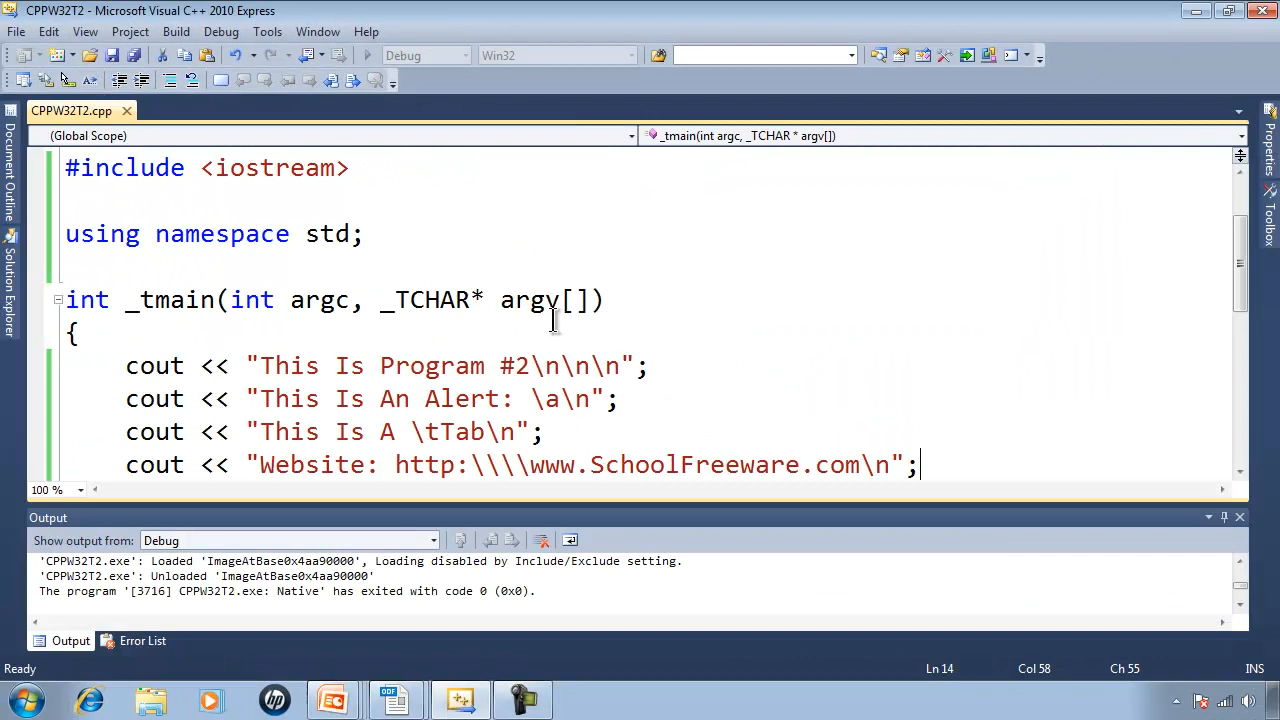 CPPW32T2 - Microsoft Visual C++ 2010 Express
File Edit View Project Build Debug Tools Window Help
Debug Win32
CPPW32T2.cpp
(Global Scope) _tmain(int argc, _TCHAR * argv[])
#include <iostream>
using namespace std;
int _tmain(int argc, _TCHAR* argv[])
{
cout << "This Is Program #2\n\n\n";
cout << "This Is An Alert: \a\n";
cout << "This Is A \tTab\n";
cout << "Website: http:\\\\www.SchoolFreeware.com\n";
100 %
Document Outline
Solution Explorer
Properties
Toolbox
Output
Show output from: Debug
'CPPW32T2.exe': Loaded 'ImageAtBase0x4aa90000', Loading disabled by Include/Exclude setting.
'CPPW32T2.exe': Unloaded 'ImageAtBase0x4aa90000'
The program '[3716] CPPW32T2.exe: Native' has exited with code 0 (0x0).
Output Error List
Ready Ln 14 Col 58 Ch 55 INS
hp
ODF